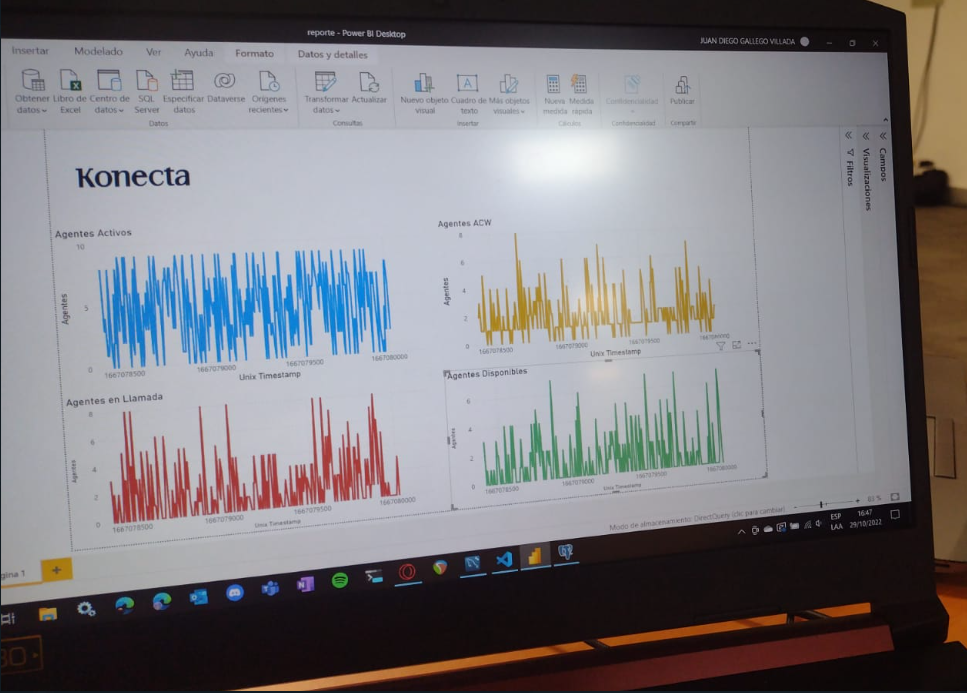 reporte - Power BI Desktop
JUAN DIEGO GALLEGO VILLADA
Insertar Modelado Ver Ayuda Formato Datos y detalles
Obtener datos
Libro de Excel
Centro de datos
SQL Server
Especificar datos
Dataverse
Orígenes recientes
Transformar datos
Actualizar
Nuevo objeto visual
Cuadro de texto
Más objetos visuales
Nueva medida
Medida rápida
Confidencialidad
Publicar
Datos
Consultas
Insertar
Cálculos
Confidencialidad
Compartir
Konecta
Filtros
Visualizaciones
Campos
Agentes Activos
Agentes
10
5
0
1667078500 1667079000 1667079500 1667080000
Unix Timestamp
Agentes ACW
Agentes
8
6
4
2
0
1667078500 1667079000 1667079500 1667080000
Unix Timestamp
Agentes en Llamada
Agentes
8
6
4
2
0
1667078500 1667079000 1667079500 1667080000
Unix Timestamp
Agentes Disponibles
Agentes
6
4
2
0
1667078500 1667079000 1667079500 1667080000
Unix Timestamp
gina 1
Modo de almacenamiento: DirectQuery (clic para cambiar)
ESP
LAA
16:47
29/10/2022